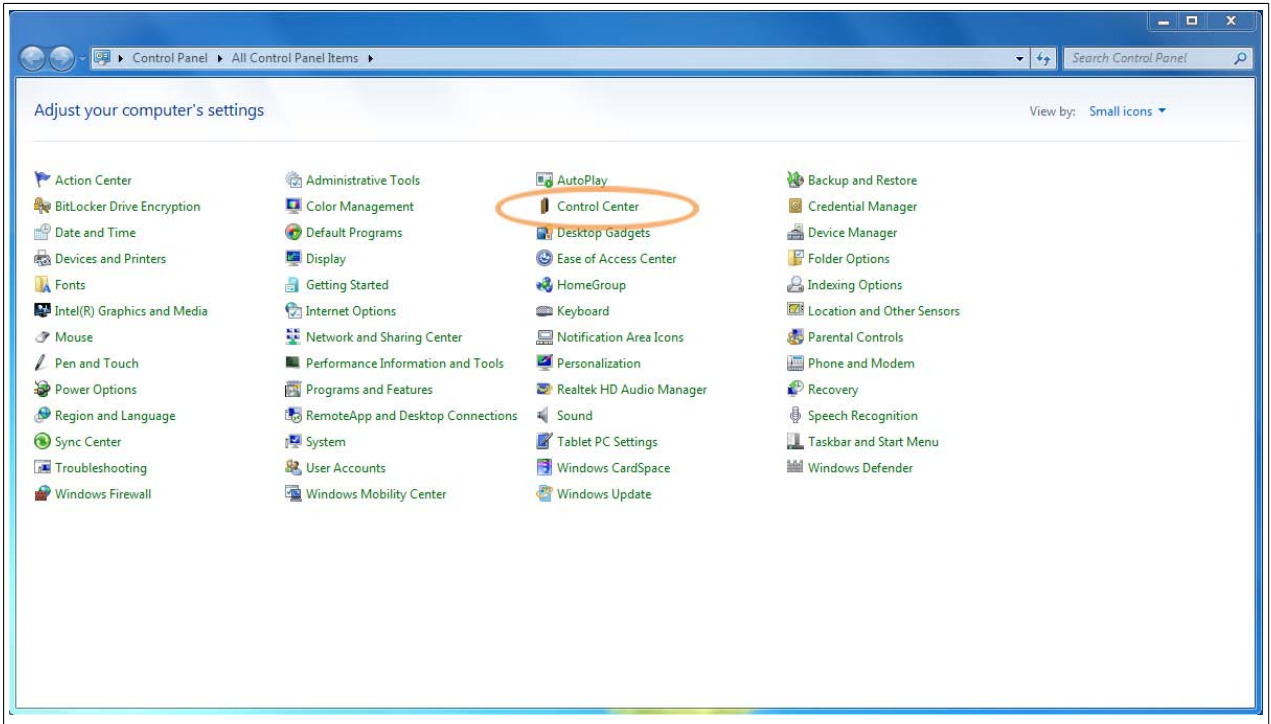 Control Panel All Control Panel Items Search Control Panel
Adjust your computer's settings View by: Small icons
Action Center Administrative Tools AutoPlay Backup and Restore
BitLocker Drive Encryption Color Management Control Center Credential Manager
Date and Time Default Programs Desktop Gadgets Device Manager
Devices and Printers Display Ease of Access Center Folder Options
Fonts Getting Started HomeGroup Indexing Options
Intel(R) Graphics and Media Internet Options Keyboard Location and Other Sensors
Mouse Network and Sharing Center Notification Area Icons Parental Controls
Pen and Touch Performance Information and Tools Personalization Phone and Modem
Power Options Programs and Features Realtek HD Audio Manager Recovery
Region and Language RemoteApp and Desktop Connections Sound Speech Recognition
Sync Center System Tablet PC Settings Taskbar and Start Menu
Troubleshooting User Accounts Windows CardSpace Windows Defender
Windows Firewall Windows Mobility Center Windows Update